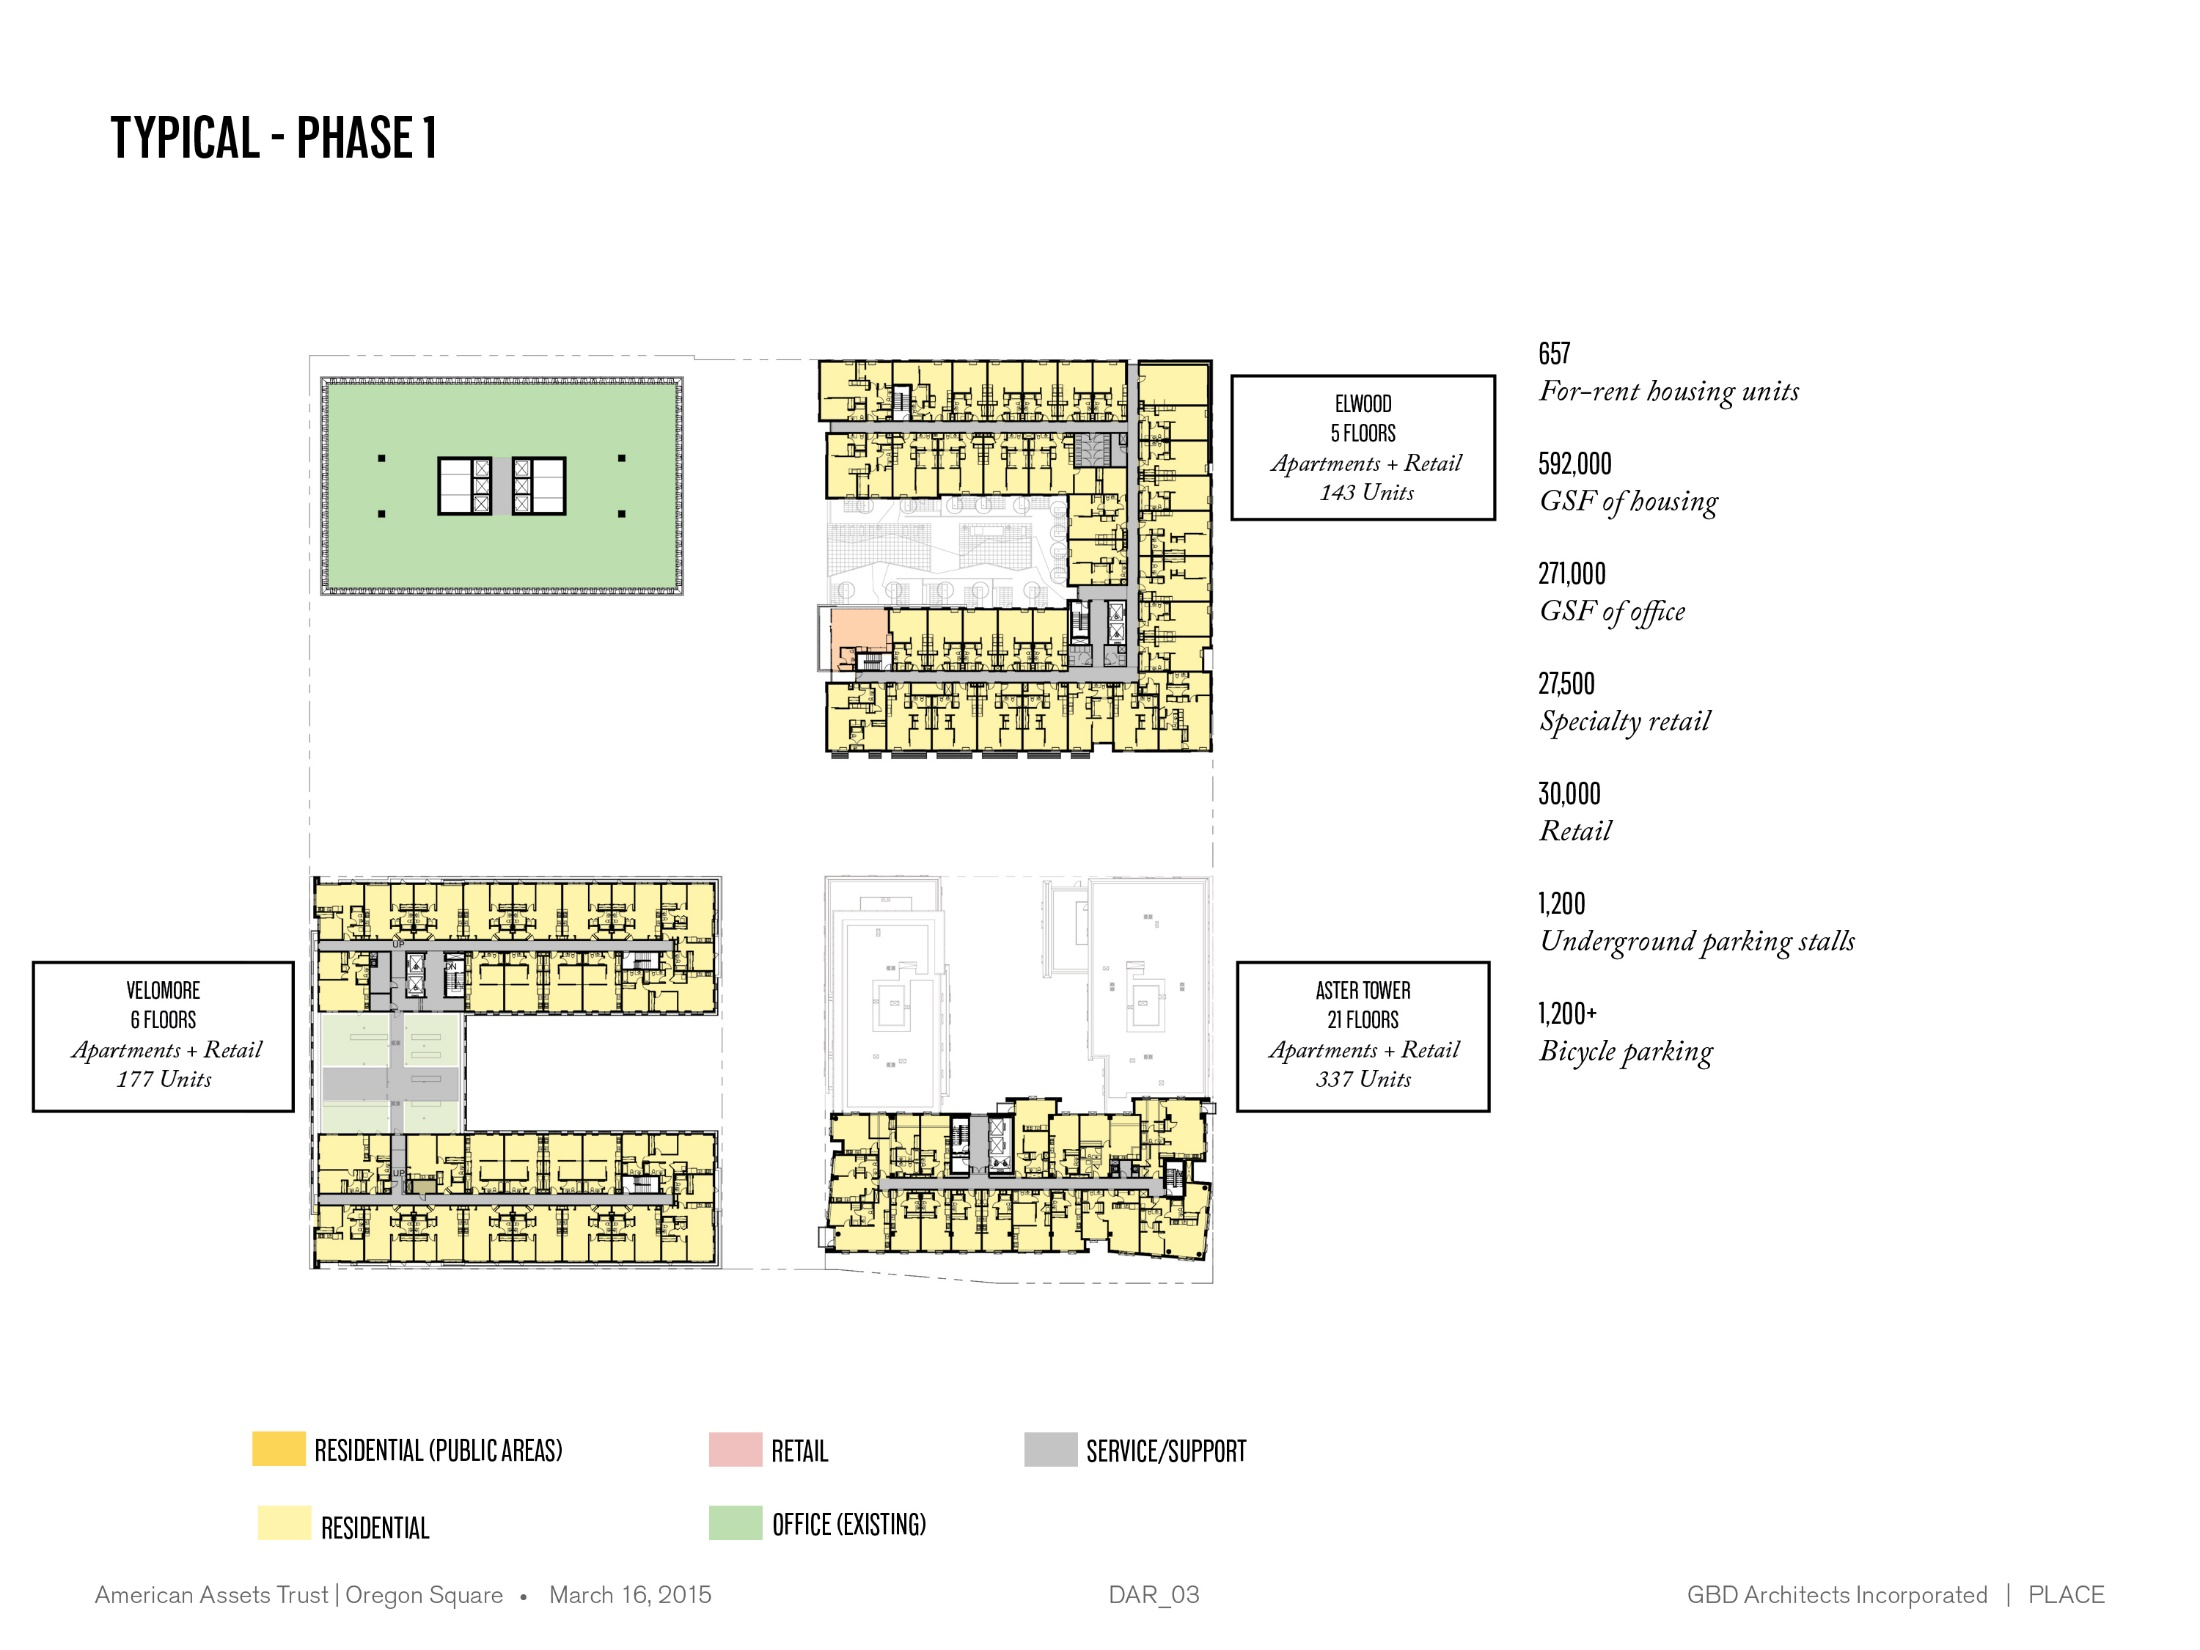 TYPICAL - PHASE 1
ELWOOD
5 FLOORS
Apartments + Retail
143 Units
657
For-rent housing units
592,000
GSF of housing
271,000
GSF of office
27,500
Specialty retail
30,000
Retail
1,200
Underground parking stalls
1,200+
Bicycle parking
UP
DN
UP
VELOMORE
6 FLOORS
Apartments + Retail
177 Units
ASTER TOWER
21 FLOORS
Apartments + Retail
337 Units
RESIDENTIAL (PUBLIC AREAS)
RETAIL
SERVICE/SUPPORT
RESIDENTIAL
OFFICE (EXISTING)
American Assets Trust | Oregon Square • March 16, 2015
DAR_03
GBD Architects Incorporated | PLACE